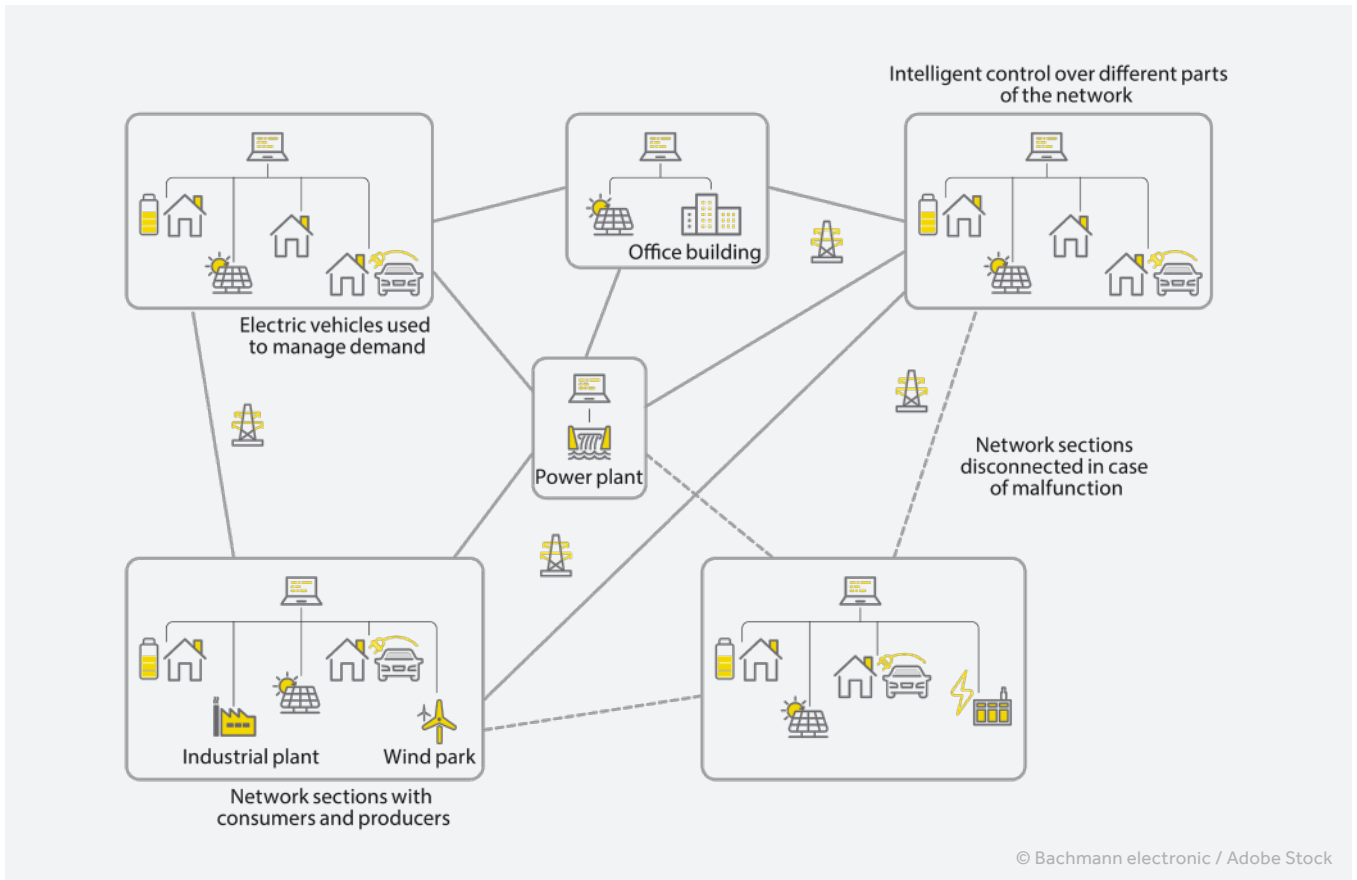 Intelligent control over different parts
of the network
Office building
Electric vehicles used
to manage demand
Power plant
Network sections
disconnected in case
of malfunction
Industrial plant
Wind park
Network sections with
consumers and producers
© Bachmann electronic / Adobe Stock